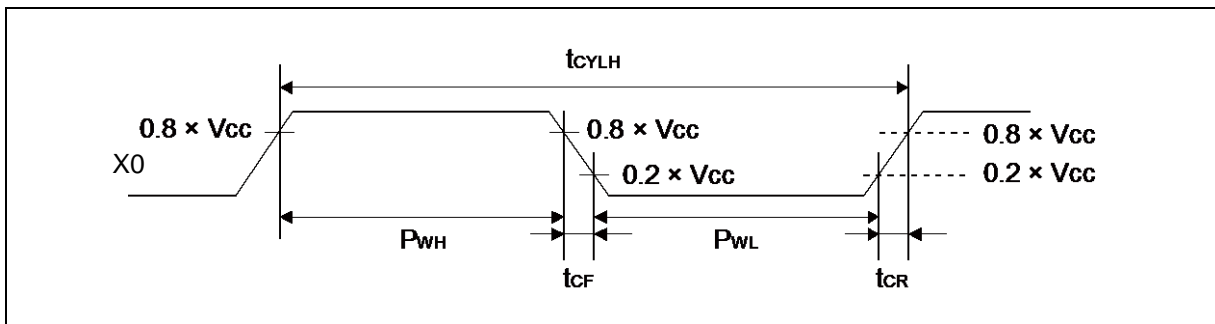 tCYLH
0.8 × VCC
0.8 × VCC
0.8 × VCC
X0
0.2 × VCC
0.2 × VCC
PWH
PWL
tCF
tCR